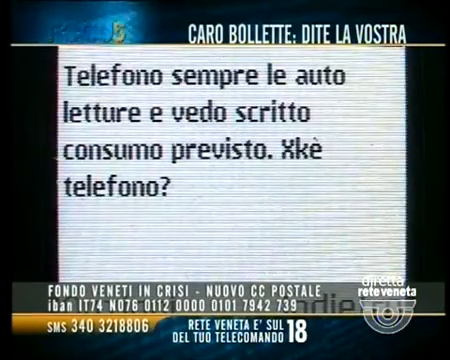 CARO BOLLETTE: DITE LA VOSTRA
Telefono sempre le auto
letture e vedo scritto
consumo previsto. Xkè
telefono?
diretta
reteveneta
FONDO VENETI IN CRISI - NUOVO CC POSTALE
iban IT74 N076 0112 0000 0101 7942 739
SMS 340 3218806
RETE VENETA E' SUL 18
DEL TUO TELECOMANDO